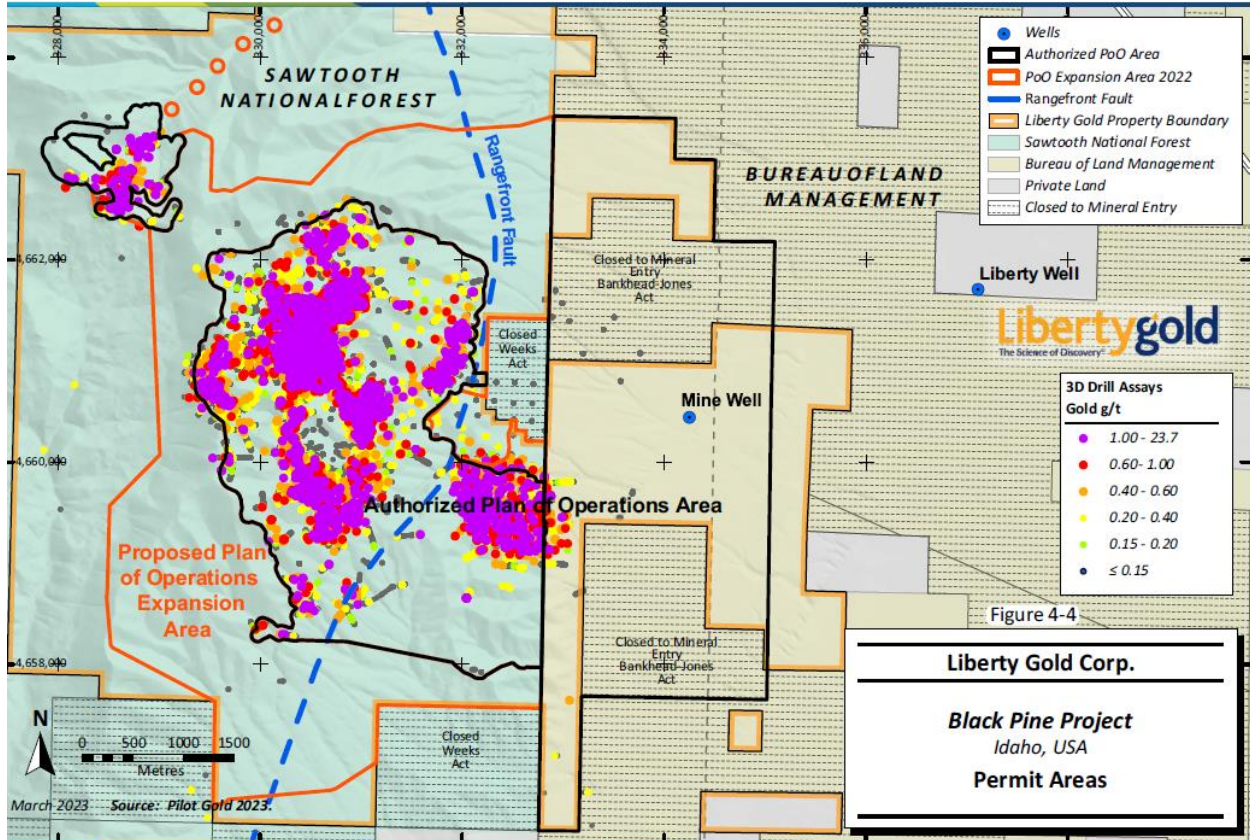 328,000
330,000
332,000
334,000
336,000
SAWTOOTH
NATIONALFOREST
Rangefront Fault
BUREAUOFLAND
MANAGEMENT
Wells
Authorized PoO Area
PoO Expansion Area 2022
Rangefront Fault
Liberty Gold Property Boundary
Sawtooth National Forest
Bureau of Land Management
Private Land
Closed to Mineral Entry
4,662,000
Closed to Mineral
Entry
Bankhead-Jones
Act
Liberty Well
Libertygold
The Science of Discovery®
Closed
Weeks
Act
Mine Well
3D Drill Assays
Gold g/t
1.00 - 23.7
0.60 - 1.00
0.40 - 0.60
0.20 - 0.40
0.15 - 0.20
≤ 0.15
4,660,000
Authorized Plan of Operations Area
Proposed Plan
of Operations
Expansion
Area
4,658,000
Closed to Mineral
Entry
Bankhead-Jones
Act
Figure 4-4
Liberty Gold Corp.
Black Pine Project
Idaho, USA
Permit Areas
N
0 500 1000 1500
Metres
Closed
Weeks
Act
March 2023 Source: Pilot Gold 2023.